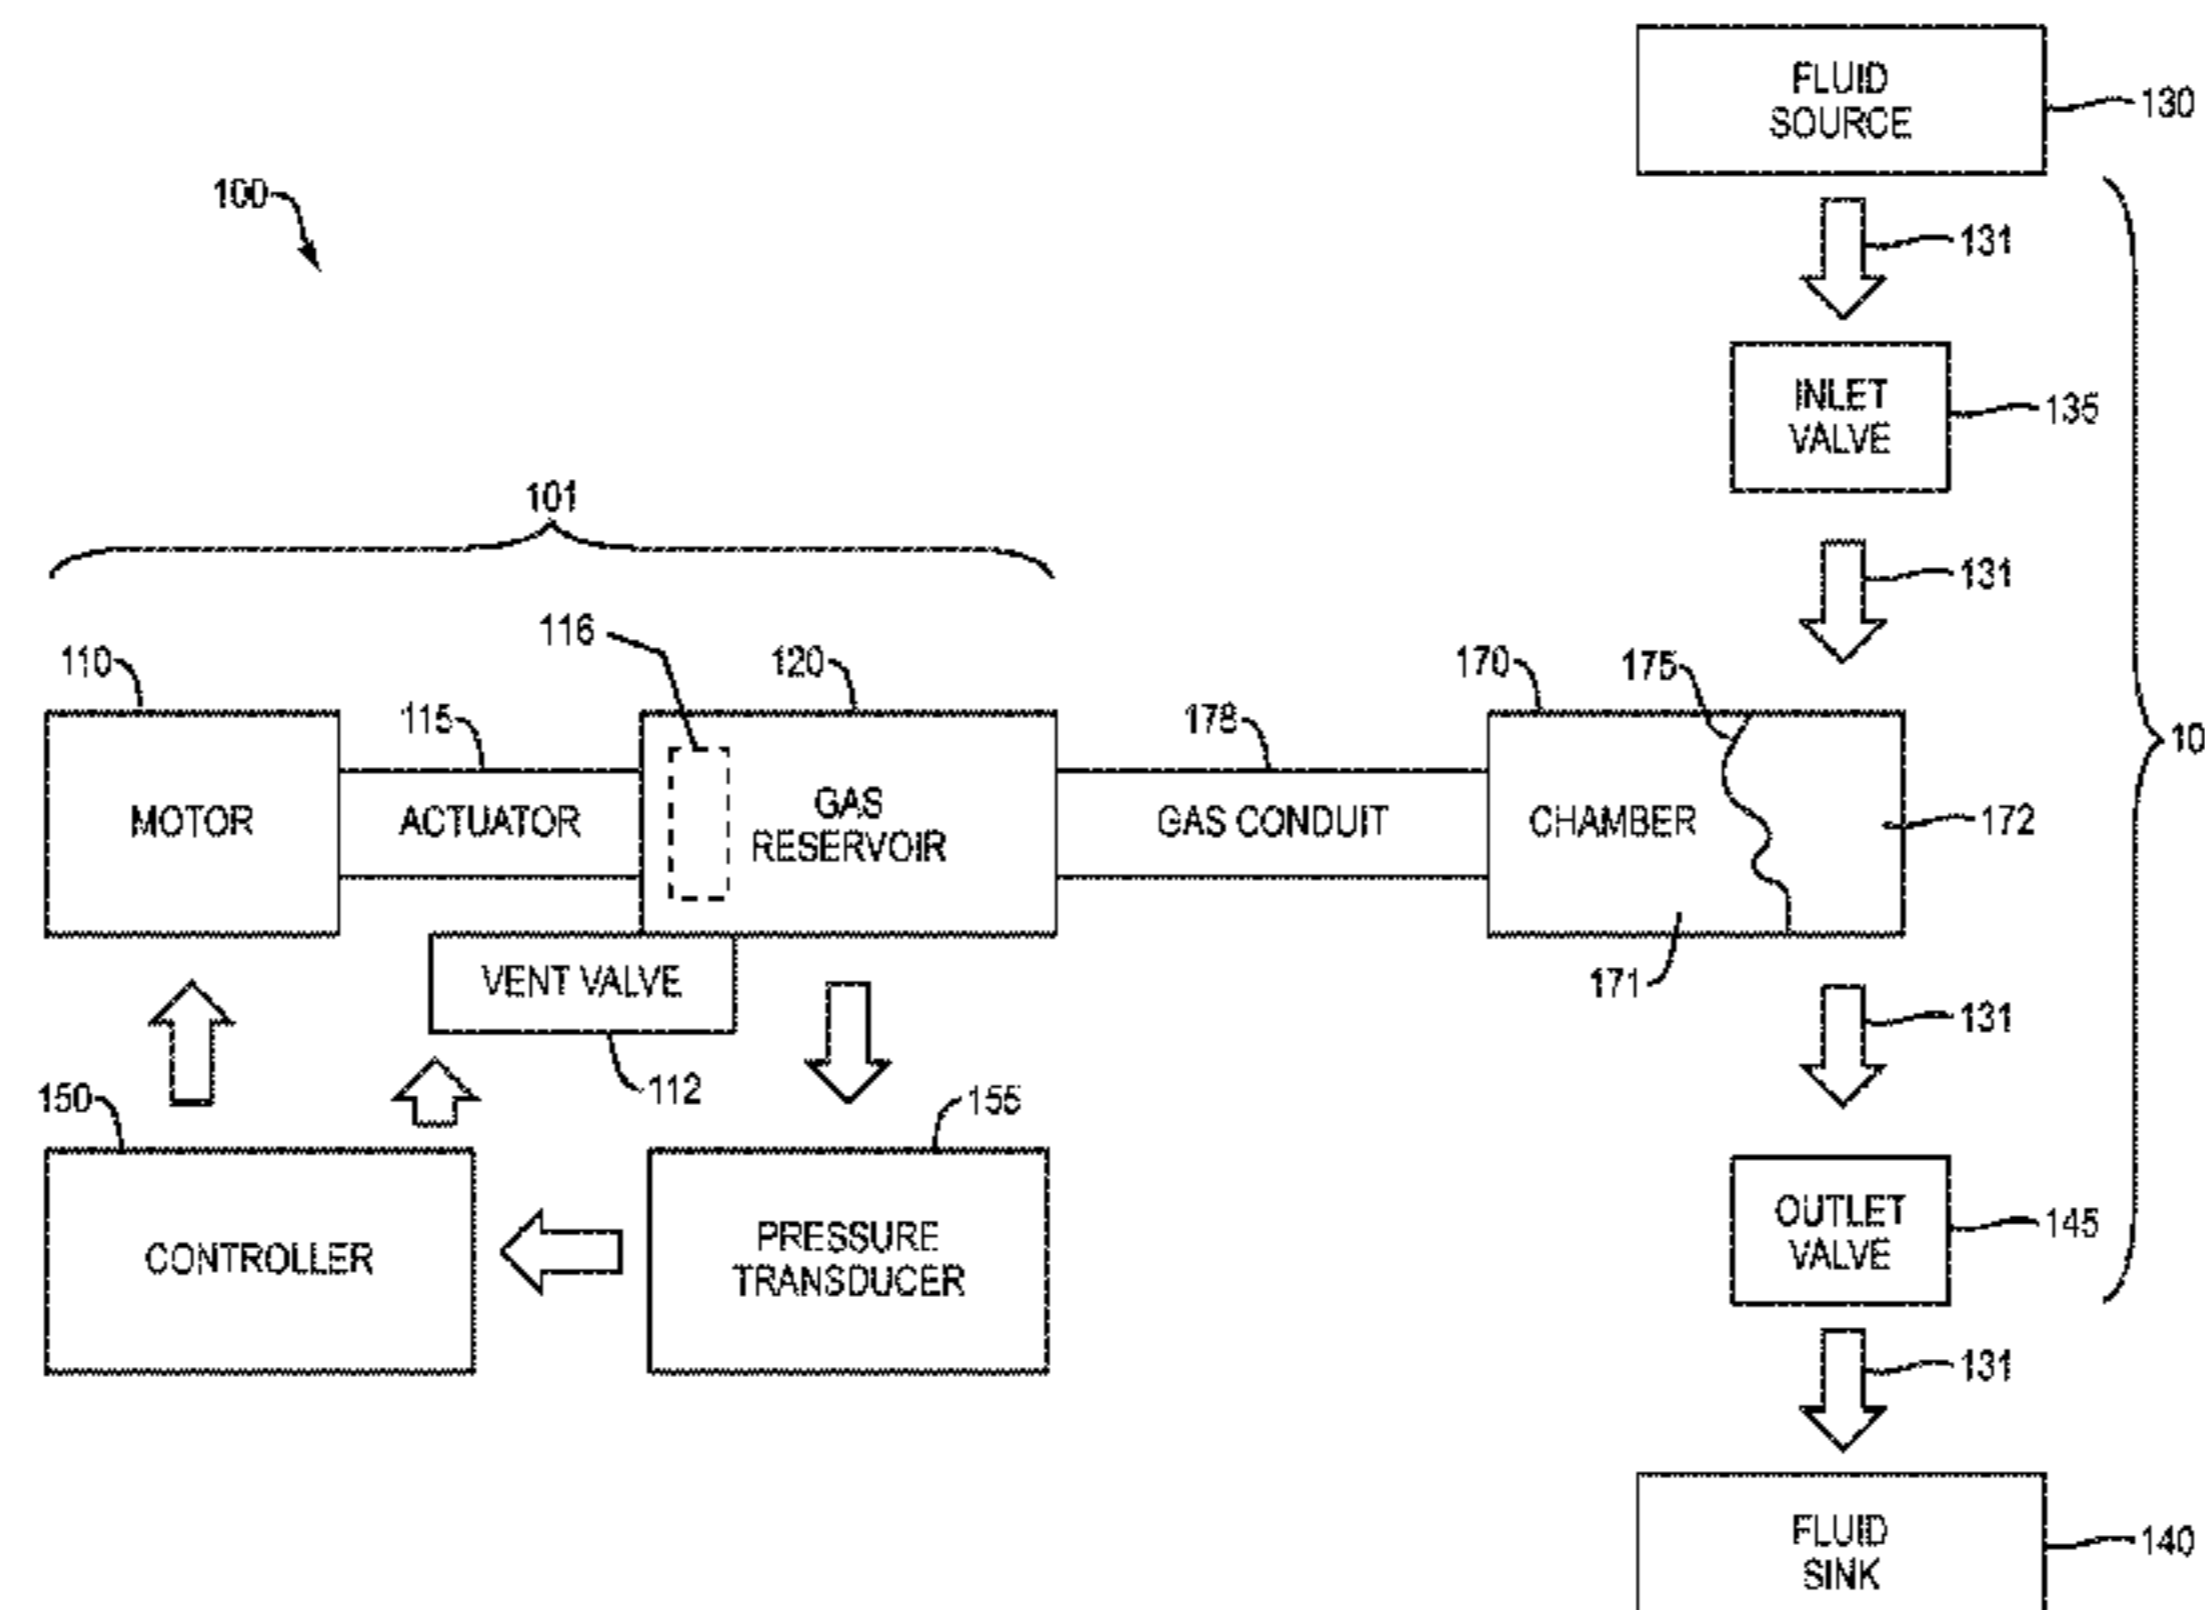 FLUID
SOURCE
130
100
131
INLET
VALVE
135
101
131
116
110
120
170
175
115
178
10
MOTOR
ACTUATOR
GAS
RESERVOIR
GAS CONDUIT
CHAMBER
172
VENT VALVE
171
131
150
112
155
CONTROLLER
PRESSURE
TRANSDUCER
OUTLET
VALVE
145
131
FLUID
SINK
140